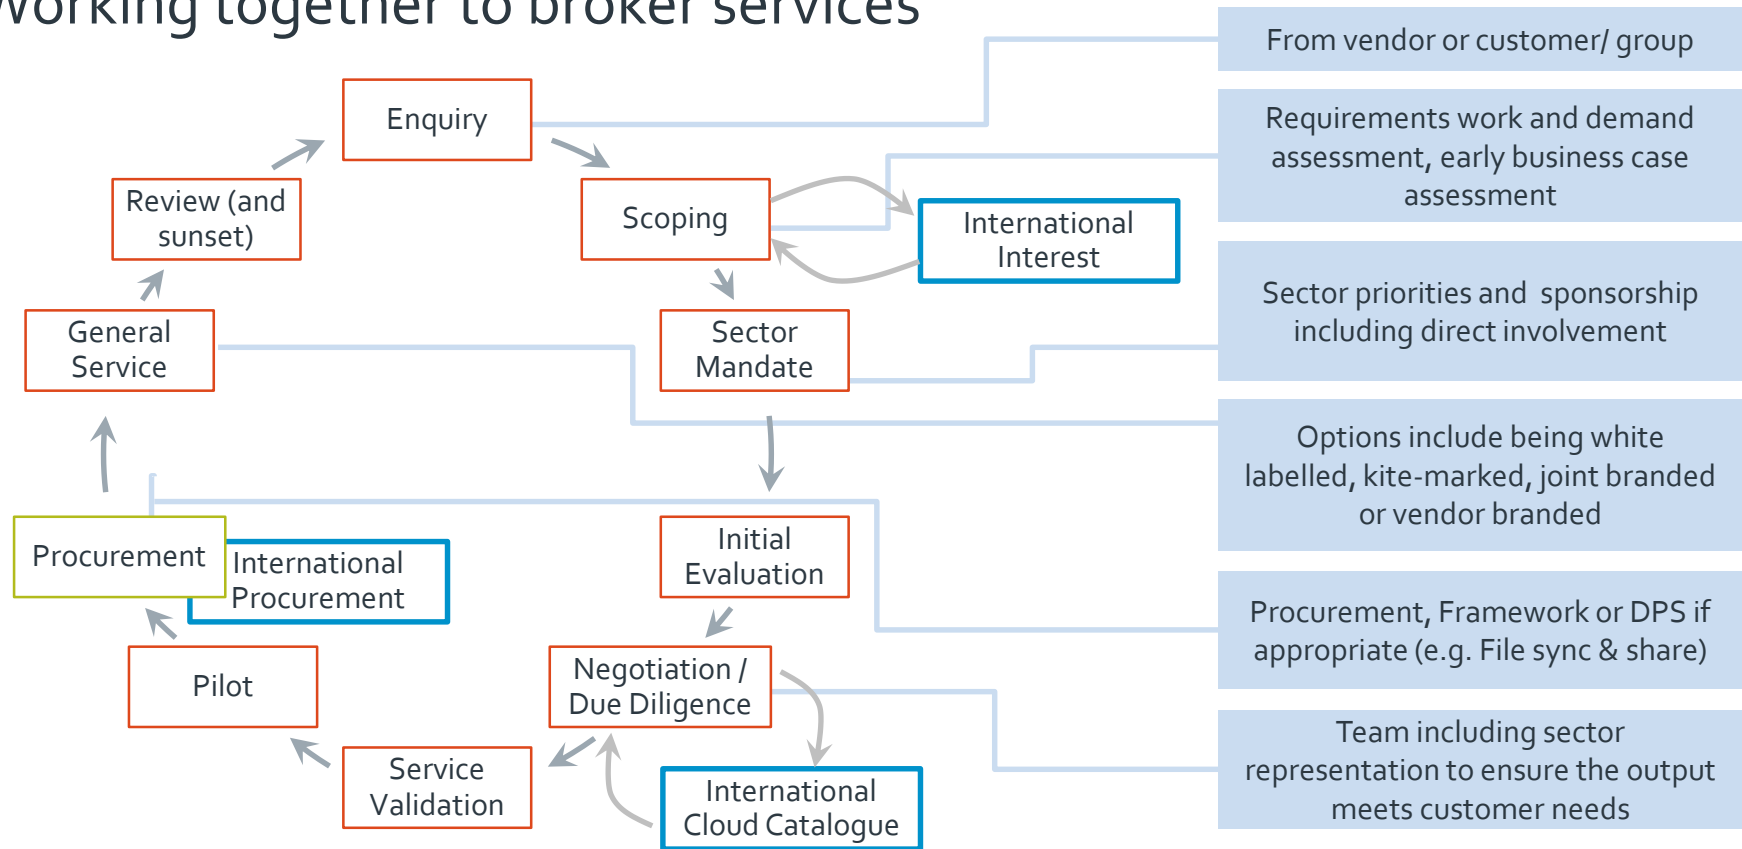 Working together to broker services
From vendor or customer/ group
Enquiry
Requirements work and demand
assessment, early business case
assessment
Review (and
sunset)
Scoping
International
Interest
Sector priorities and sponsorship
including direct involvement
General
Service
Sector
Mandate
Options include being white
labelled, kite-marked, joint branded
or vendor branded
Procurement
International
Procurement
Initial
Evaluation
Procurement, Framework or DPS if
appropriate (e.g. File sync & share)
Pilot
Negotiation /
Due Diligence
Team including sector
representation to ensure the output
meets customer needs
Service
Validation
International
Cloud Catalogue